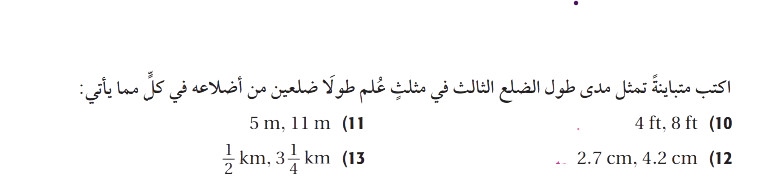 اكتب متباينةً تمثل مدى طول الضلع الثالث في مثلثٍ عُلم طولَا ضلعين من أضلاعه في كلٍّ مما يأتي:
(10 4 ft, 8 ft (11 5 m, 11 m
(12 2.7 cm, 4.2 cm (13 1/2 km, 3 1/4 km